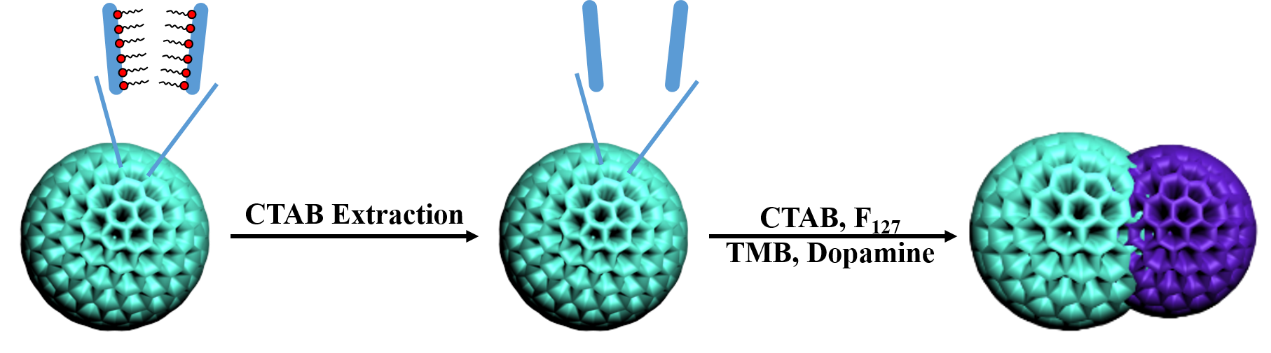 CTAB Extraction
CTAB, F127
TMB, Dopamine